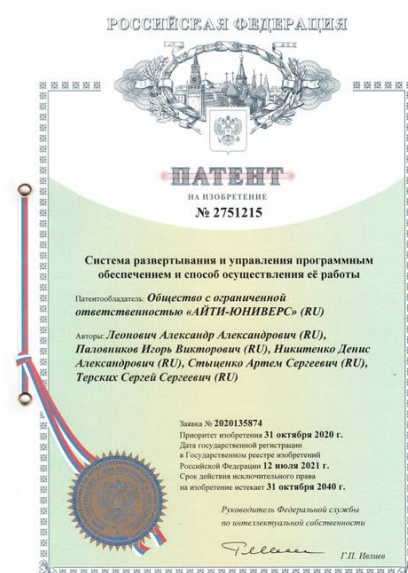 РОССИЙСКАЯ ФЕДЕРАЦИЯ
ПАТЕНТ
НА ИЗОБРЕТЕНИЕ
№ 2751215
Система развертывания и управления программным
обеспечением и способ осуществления её работы
Патентообладатель: Общество с ограниченной
ответственностью «АЙТИ-ЮНИВЕРС» (RU)
Авторы: Леонович Александр Александрович (RU),
Паловников Игорь Викторович (RU), Никитенко Денис
Александрович (RU), Стыценко Артем Сергеевич (RU),
Терских Сергей Сергеевич (RU)
Заявка № 2020135874
Приоритет изобретения 31 октября 2020 г.
Дата государственной регистрации
в Государственном реестре изобретений
Российской Федерации 12 июля 2021 г.
Срок действия исключительного права
на изобретение истекает 31 октября 2040 г.
Руководитель Федеральной службы
по интеллектуальной собственности
Г.П. Ивлиев